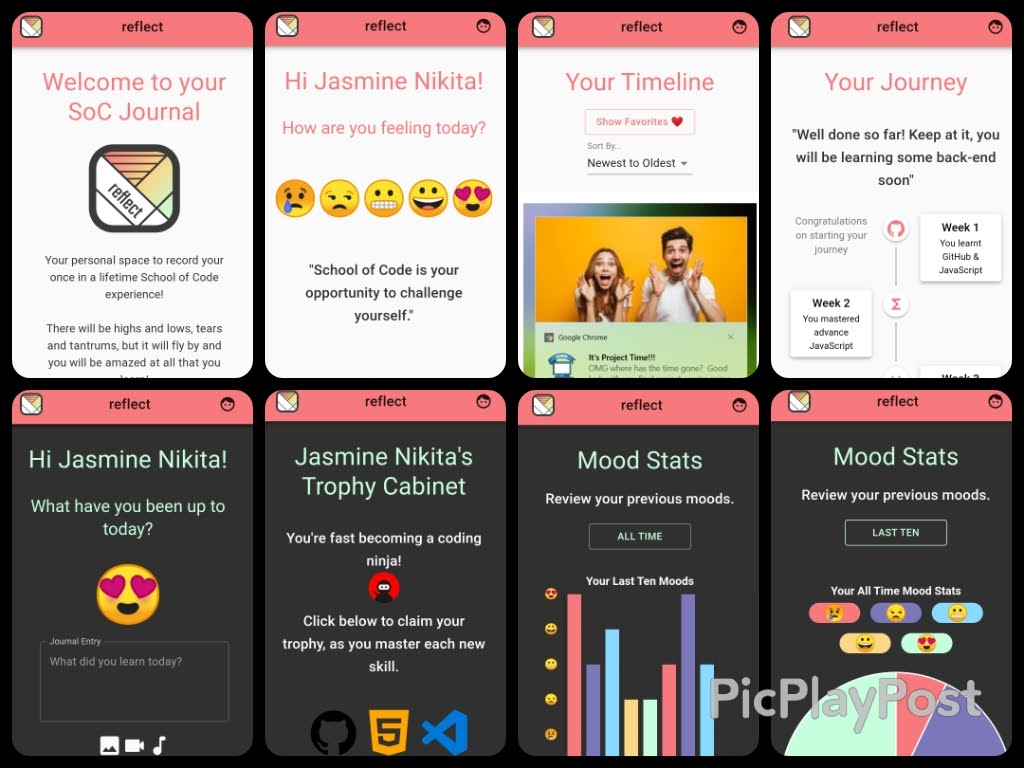 reflect
Welcome to your
SoC Journal
reflect
Your personal space to record your
once in a lifetime School of Code
experience!
There will be highs and lows, tears
and tantrums, but it will fly by and
you will be amazed at all that you
reflect
Hi Jasmine Nikita!
How are you feeling today?
"School of Code is your
opportunity to challenge
yourself."
reflect
Your Timeline
Show Favorites
Sort By...
Newest to Oldest
Google Chrome
It's Project Time!!!
OMG where has the time gone? Good
reflect
Your Journey
"Well done so far! Keep at it, you
will be learning some back-end
soon"
Congratulations
on starting your
journey
Week 1
You learnt
GitHub &
JavaScript
Week 2
You mastered
advance
JavaScript
Week 3
reflect
Hi Jasmine Nikita!
What have you been up to
today?
Journal Entry
What did you learn today?
reflect
Jasmine Nikita's
Trophy Cabinet
You're fast becoming a coding
ninja!
Click below to claim your
trophy, as you master each new
skill.
5
reflect
Mood Stats
Review your previous moods.
ALL TIME
Your Last Ten Moods
reflect
Mood Stats
Review your previous moods.
LAST TEN
Your All Time Mood Stats
PicPlayPost